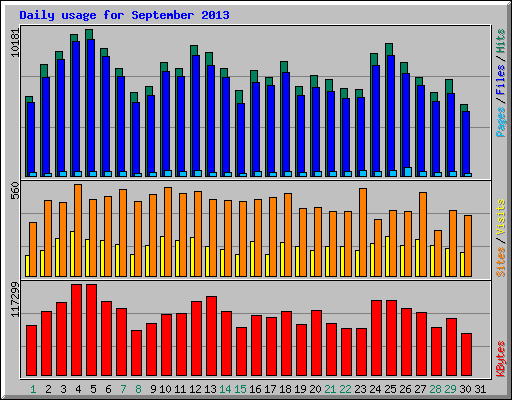 Daily usage for September 2013
10181
Pages / Files / Hits
560
Sites / Visits
117299
KBytes
1 2 3 4 5 6 7 8 9 10 11 12 13 14 15 16 17 18 19 20 21 22 23 24 25 26 27 28 29 30 31